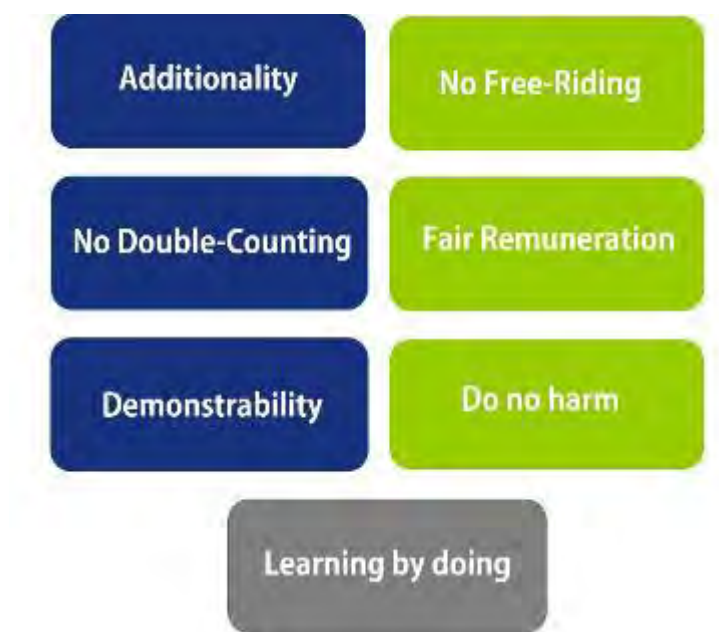 Additionality
No Free-Riding
No Double-Counting
Fair Remuneration
Demonstrability
Do no harm
Learning by doing